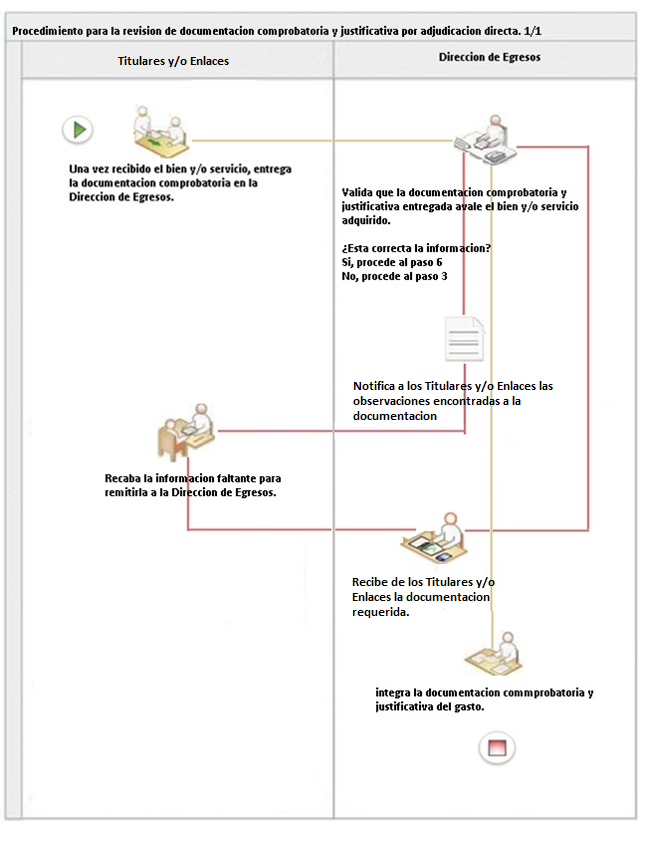 Procedimiento para la revision de documentacion comprobatoria y justificativa por adjudicacion directa. 1/1
Titulares y/o Enlaces
Direccion de Egresos
Una vez recibido el bien y/o servicio, entrega
la documentacion comprobatoria en la
Direccion de Egresos.
Valida que la documentacion comprobatoria y
justificativa entregada avale el bien y/o servicio
adquirido.
¿Esta correcta la informacion?
Si, procede al paso 6
No, procede al paso 3
Notifica a los Titulares y/o Enlaces las
observaciones encontradas a la
documentacion
Recaba la informacion faltante para
remitirla a la Direccion de Egresos.
Recibe de los Titulares y/o
Enlaces la documentacion
requerida.
integra la documentacion commprobatoria y
justificativa del gasto.